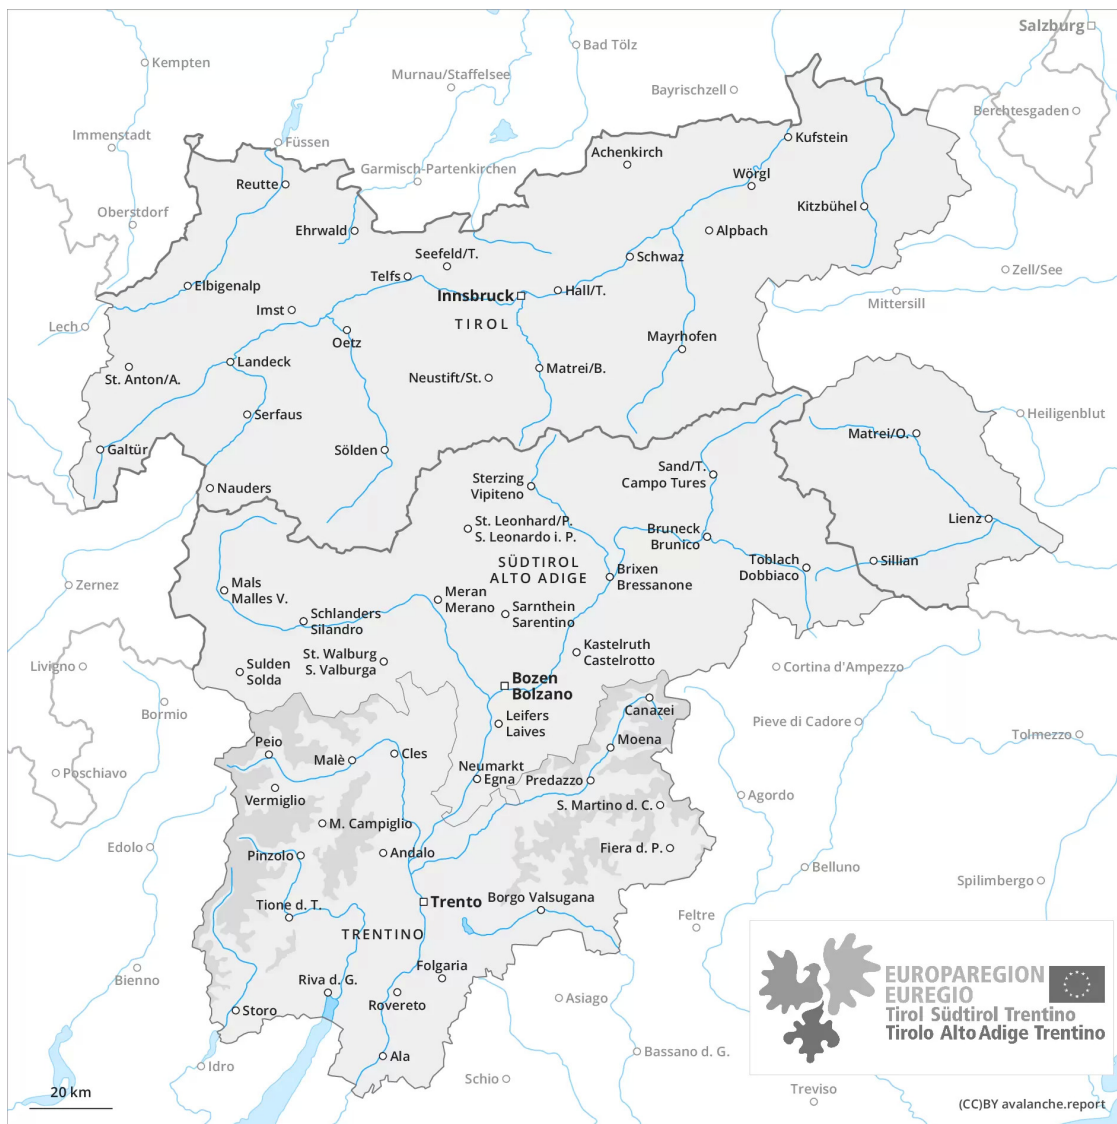 Salzburg
Kempten
Bad Tölz
Murnau/Staffelsee
Bayrischzell
Berchtesgaden
Immenstadt
Füssen
Kufstein
Achenkirch
Garmisch-Partenkirchen
Wörgl
Reutte
Oberstdorf
Kitzbühel
Ehrwald
Alpbach
Seefeld/T.
Schwaz
Telfs
Zell/See
Elbigenalp
Innsbruck
Hall/T.
Mittersill
Imst
TIROL
Lech
Oetz
Mayrhofen
Landeck
Matrei/B.
St. Anton/A.
Neustift/St.
Serfaus
Heiligenblut
Matrei/O.
Galtür
Sölden
Sand/T.
Campo Tures
Sterzing
Vipiteno
Nauders
Lienz
St. Leonhard/P.
S. Leonardo i. P.
Bruneck
Brunico
SÜDTIROL
ALTO ADIGE
Toblach
Dobbiaco
Sillian
Brixen
Bressanone
Zernez
Mals
Malles V.
Meran
Merano
Sarnthein
Sarentino
Schlanders
Silandro
Kastelruth
Castelrotto
St. Walburg
S. Valburga
Livigno
Sulden
Solda
Cortina d'Ampezzo
Bozen
Bolzano
Canazei
Bormio
Leifers
Laives
Pieve di Cadore
Tolmezzo
Peio
Moena
Malè
Cles
Neumarkt
Egna
Predazzo
Poschiavo
Vermiglio
S. Martino d. C.
Agordo
M. Campiglio
Edolo
Pinzolo
Andalo
Fiera d. P.
Belluno
Spilimbergo
Tione d. T.
Trento
Borgo Valsugana
Feltre
TRENTINO
Folgaria
Bienno
Riva d. G.
Rovereto
Asiago
Storo
EUROPAREGION
EUREGIO
Tirol Südtirol Trentino
Tirolo Alto Adige Trentino
Ala
Idro
Bassano d. G.
Schio
Treviso
20 km
(CC)BY avalanche.report